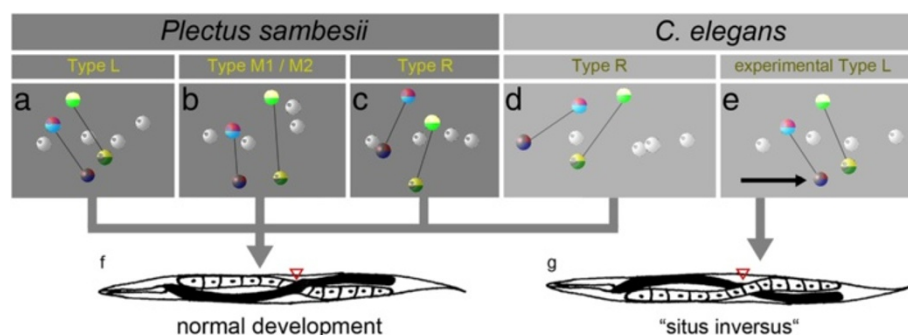 Plectus sambesii C. elegans
Type L Type M1 / M2 Type R Type R experimental Type L
a b c d e
f g
normal development "situs inversus“